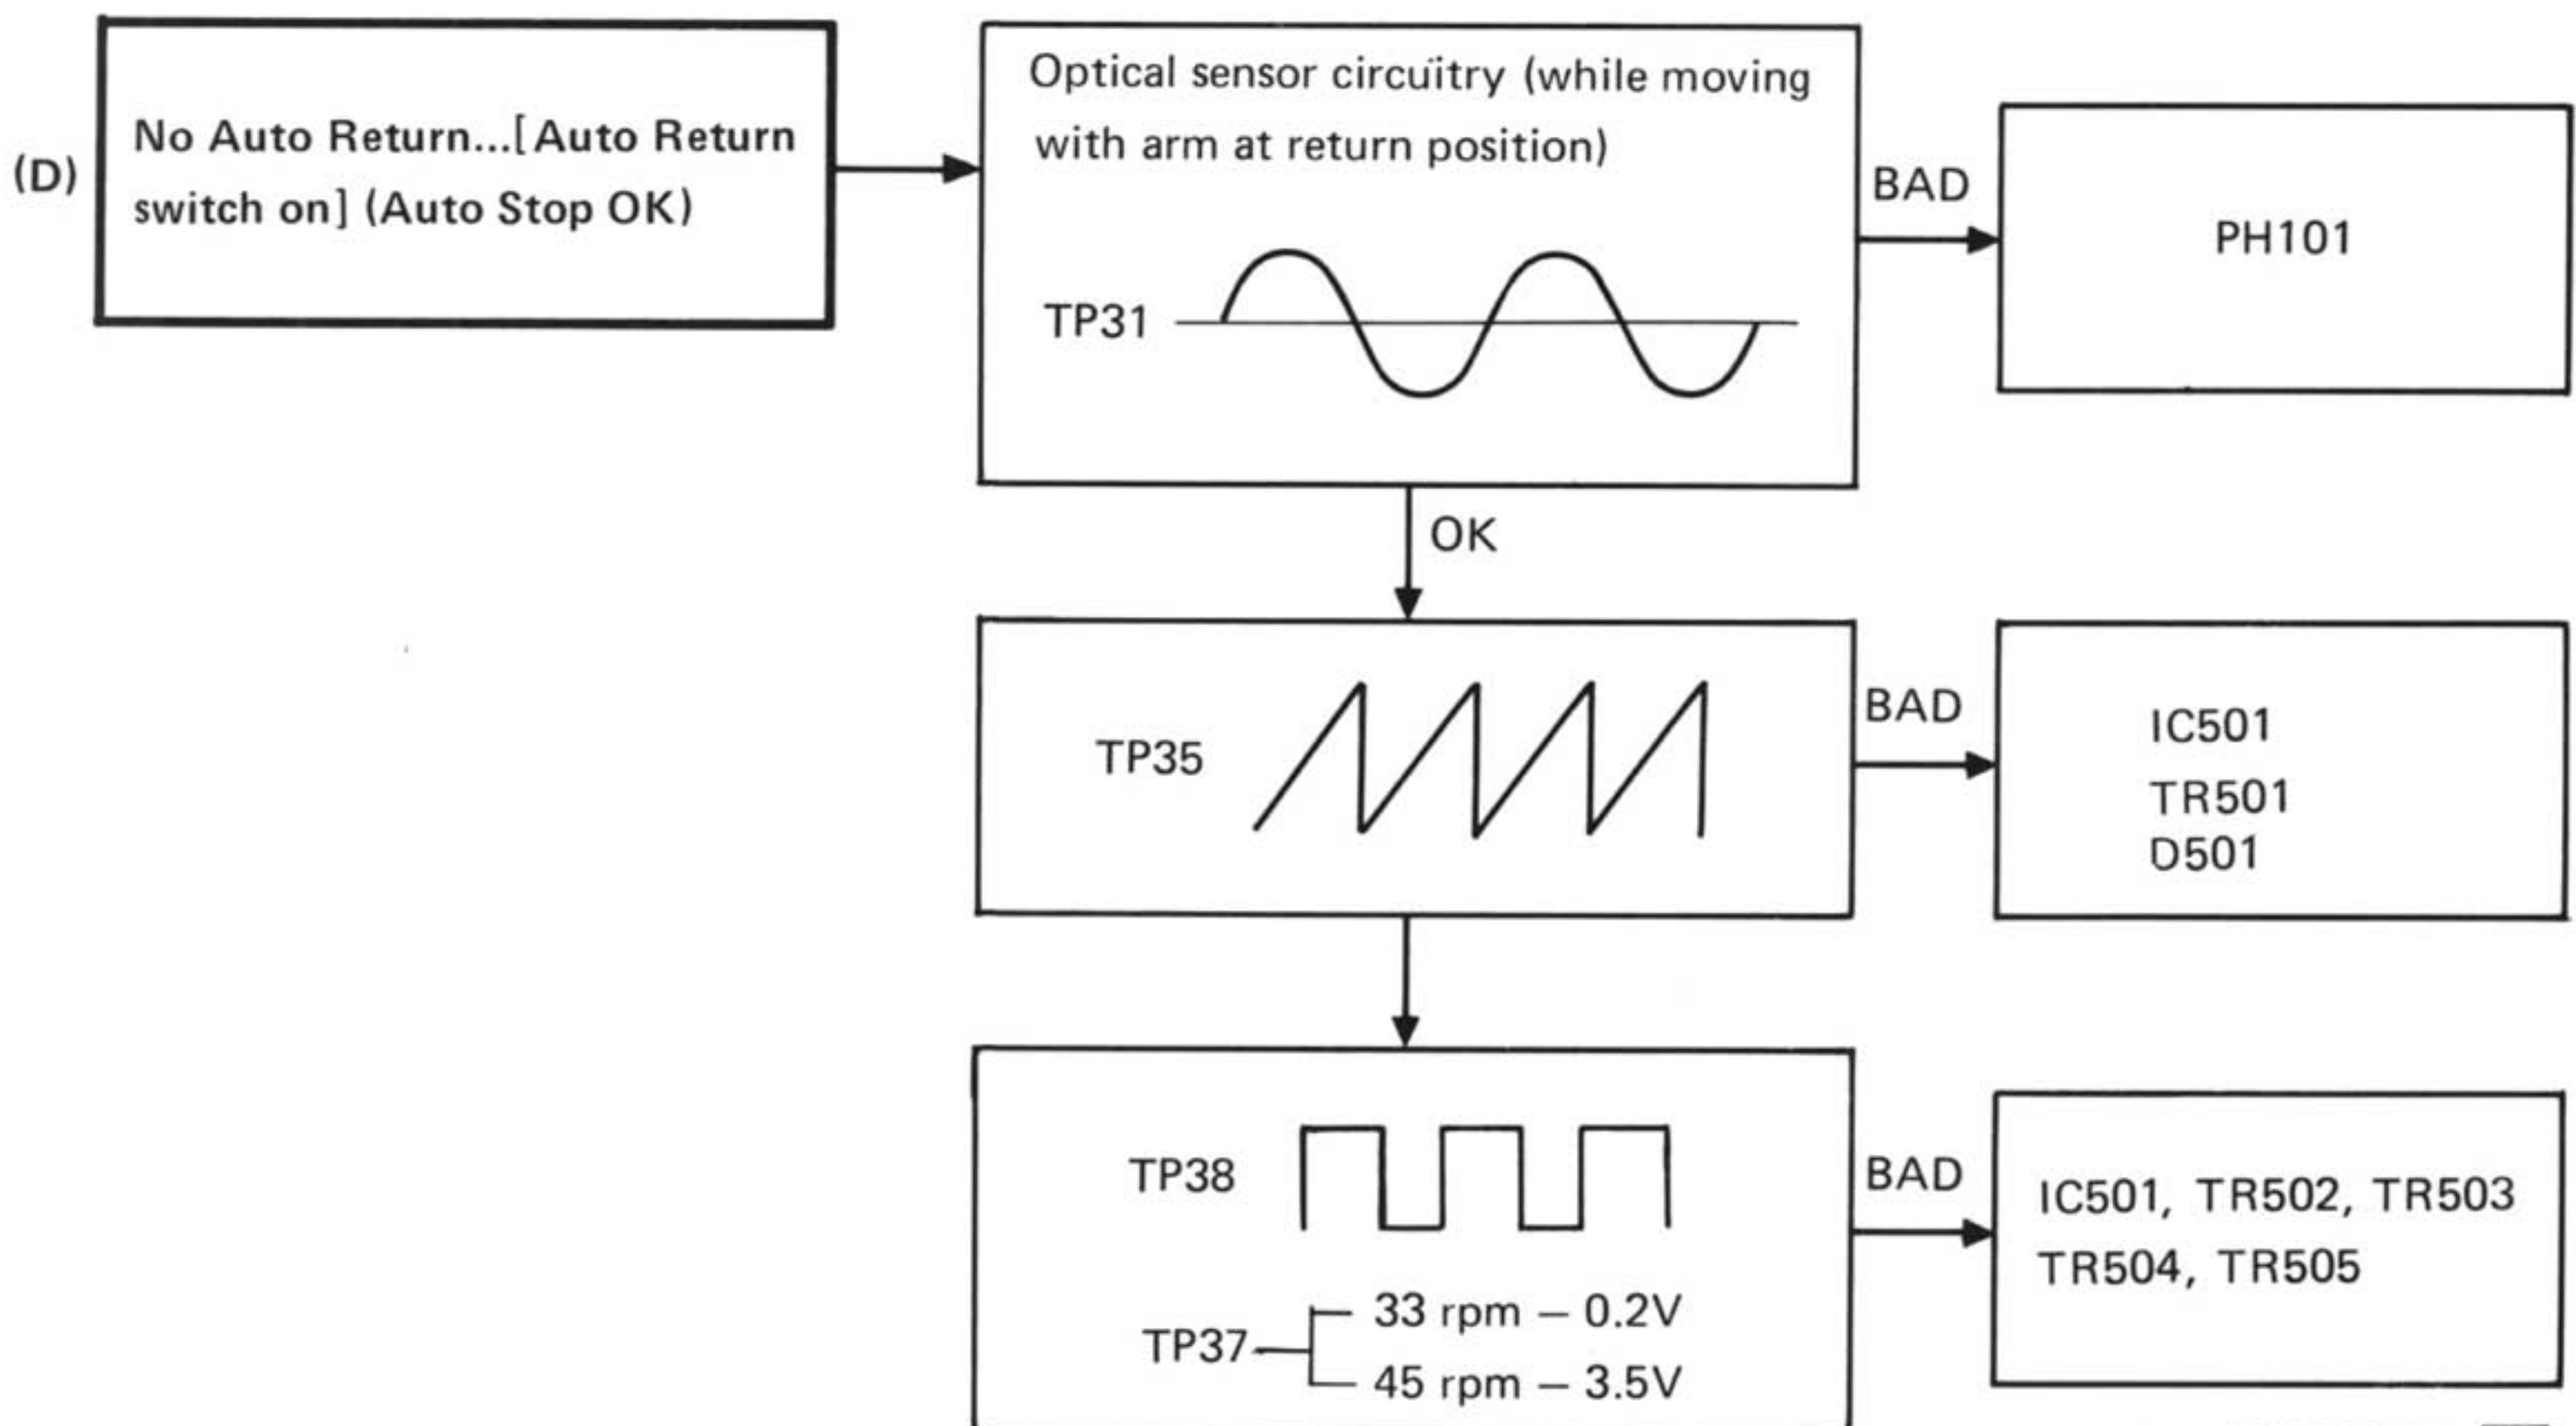 (D)
No Auto Return...[Auto Return
switch on] (Auto Stop OK)
Optical sensor circuitry (while moving
with arm at return position)
TP31
BAD
PH101
OK
TP35
BAD
IC501
TR501
D501
TP38
TP37
33 rpm — 0.2V
45 rpm — 3.5V
BAD
IC501, TR502, TR503
TR504, TR505